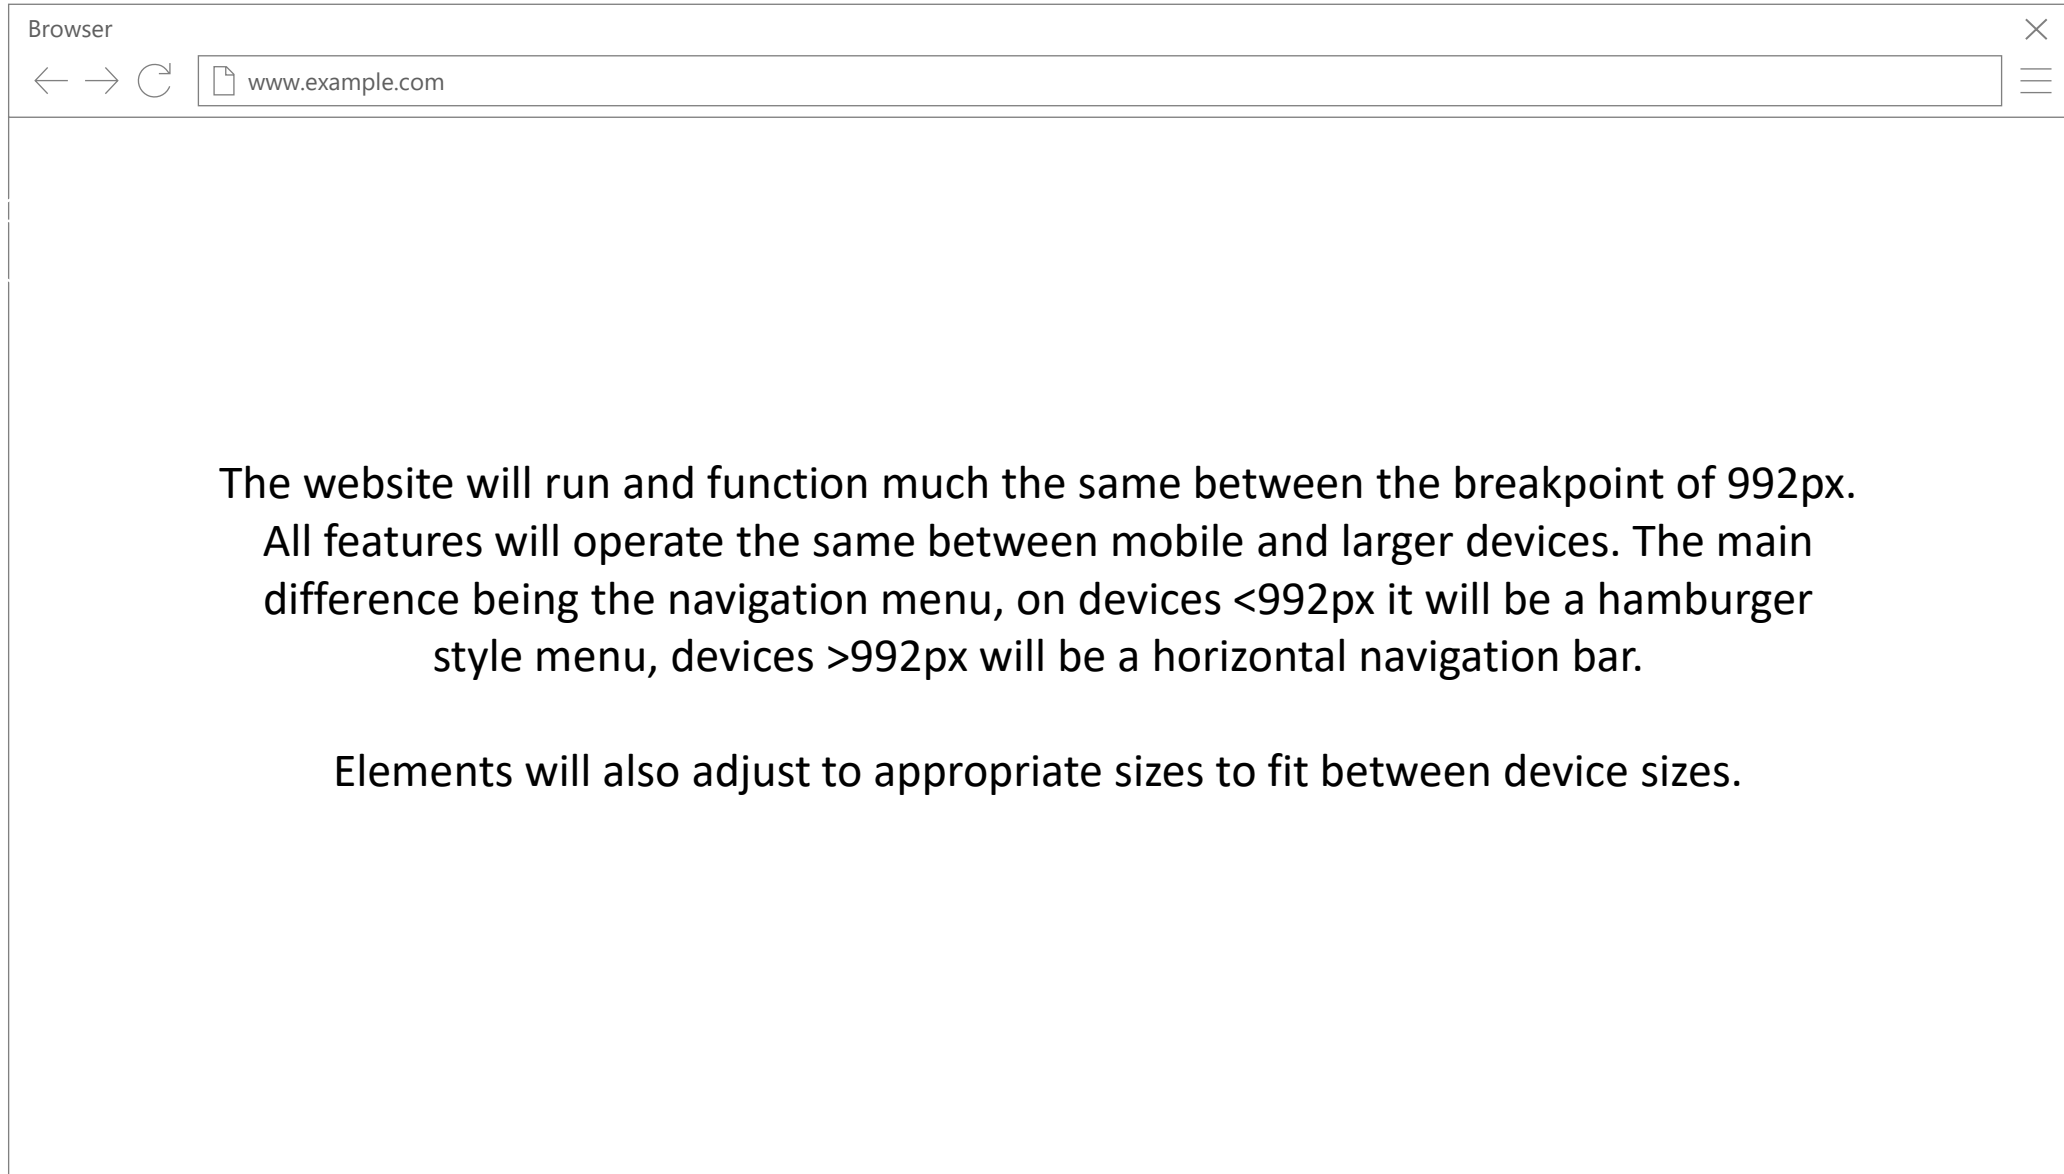 Browser
www.example.com
The website will run and function much the same between the breakpoint of 992px.
All features will operate the same between mobile and larger devices. The main
difference being the navigation menu, on devices <992px it will be a hamburger
style menu, devices >992px will be a horizontal navigation bar.
Elements will also adjust to appropriate sizes to fit between device sizes.